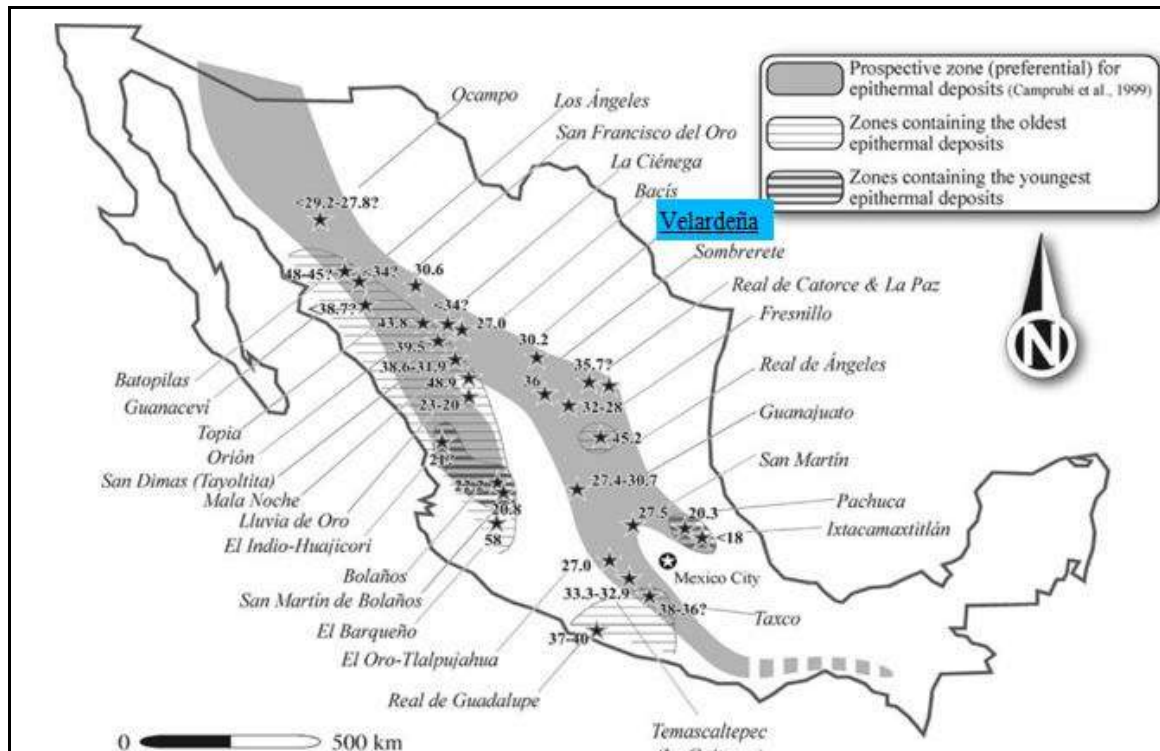 Prospective zone (preferential) for
epithermal deposits (Camprubí et al., 1999)
Zones containing the oldest
epithermal deposits
Zones containing the youngest
epithermal deposits
Ocampo
Los Ángeles
San Francisco del Oro
La Ciénega
Bacís
Velardeña
Sombrerete
Real de Catorce & La Paz
Fresnillo
Real de Ángeles
Guanajuato
San Martín
Pachuca
Ixtacamaxtitlán
<29.2-27.8?
48-45?
<34?
30.6
<38.7?
<34?
43.8
27.0
39.5
30.2
38.6-31.9
35.7?
48.9
36
23-20
32-28
45.2
21?
27.4-30.7
20.8
27.5
20.3
58
<18
27.0
Mexico City
33.3-32.9
38-36?
37-40
Batopilas
Guanaceví
Topia
Orión
San Dimas (Tayoltita)
Mala Noche
Lluvia de Oro
El Indio-Huajicori
Bolaños
San Martín de Bolaños
El Barqueño
El Oro-Tlalpujahua
Real de Guadalupe
Taxco
Temascaltepec
N
0 500 km